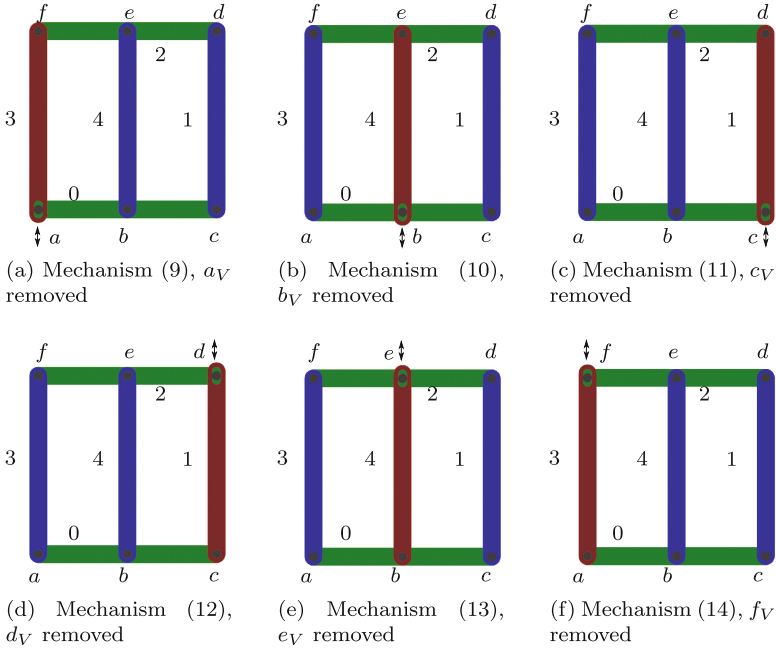 f e d f e d f e d
2 2 2
3 4 1 3 4 1 3 4 1
0 0 0
a b c a b c a b c
(a) Mechanism (9), a_V removed
(b) Mechanism (10), b_V removed
(c) Mechanism (11), c_V removed
f e d f e d f e d
2 2 2
3 4 1 3 4 1 3 4 1
0 0 0
a b c a b c a b c
(d) Mechanism (12), d_V removed
(e) Mechanism (13), e_V removed
(f) Mechanism (14), f_V removed